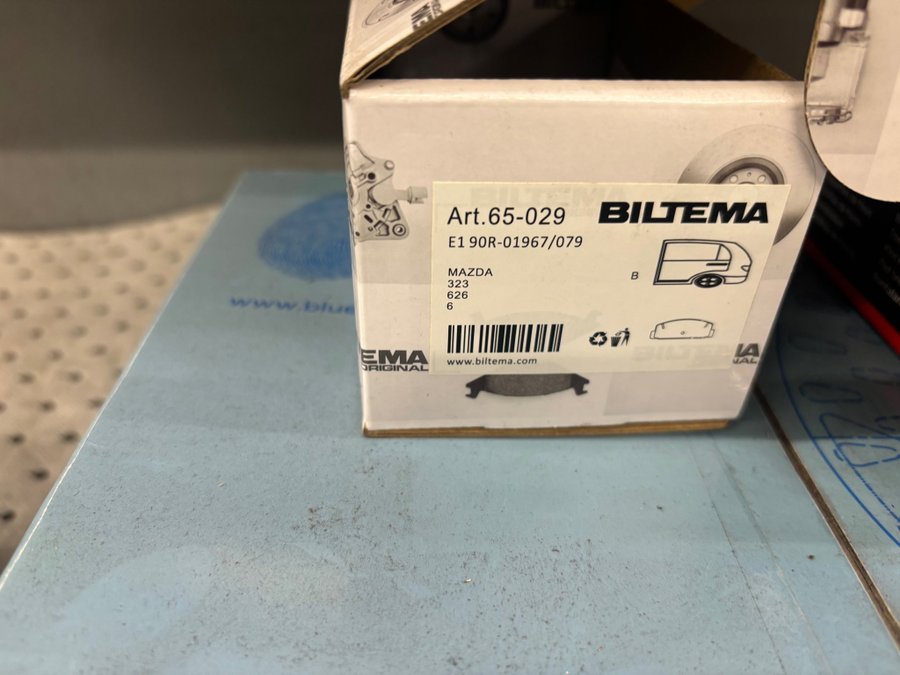 Art.65-029 BILTEMA
E1 90R-01967/079
MAZDA
323
626
6
B
www.biltema.com
EMA
ORIGINAL
www.blue